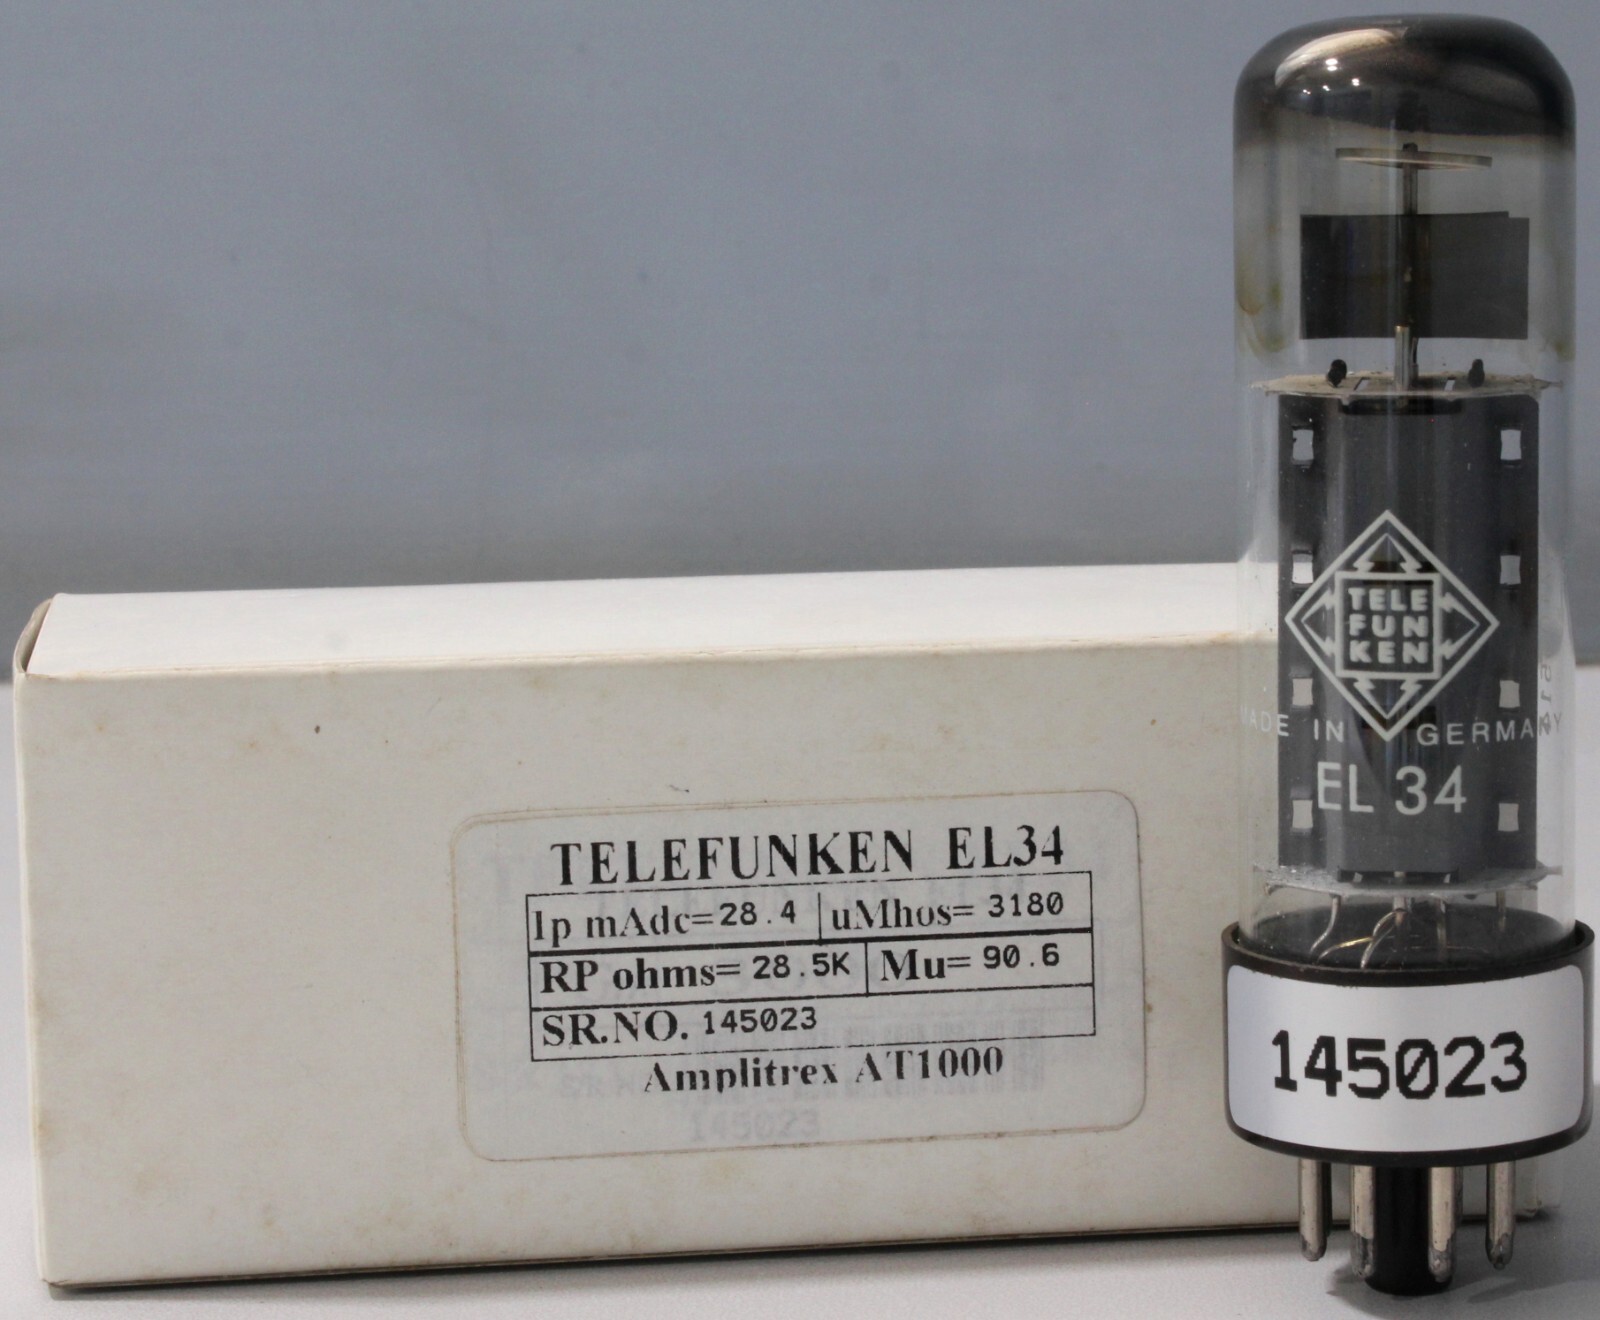 TELEFUNKEN EL34
Ip mAdc= 28.4 uMhos= 3180
RP ohms= 28.5K Mu= 90.6
SR.NO. 145023
Amplitrex AT1000
145023
TELE
FUN
KEN
MADE IN GERMANY
EL 34
145023